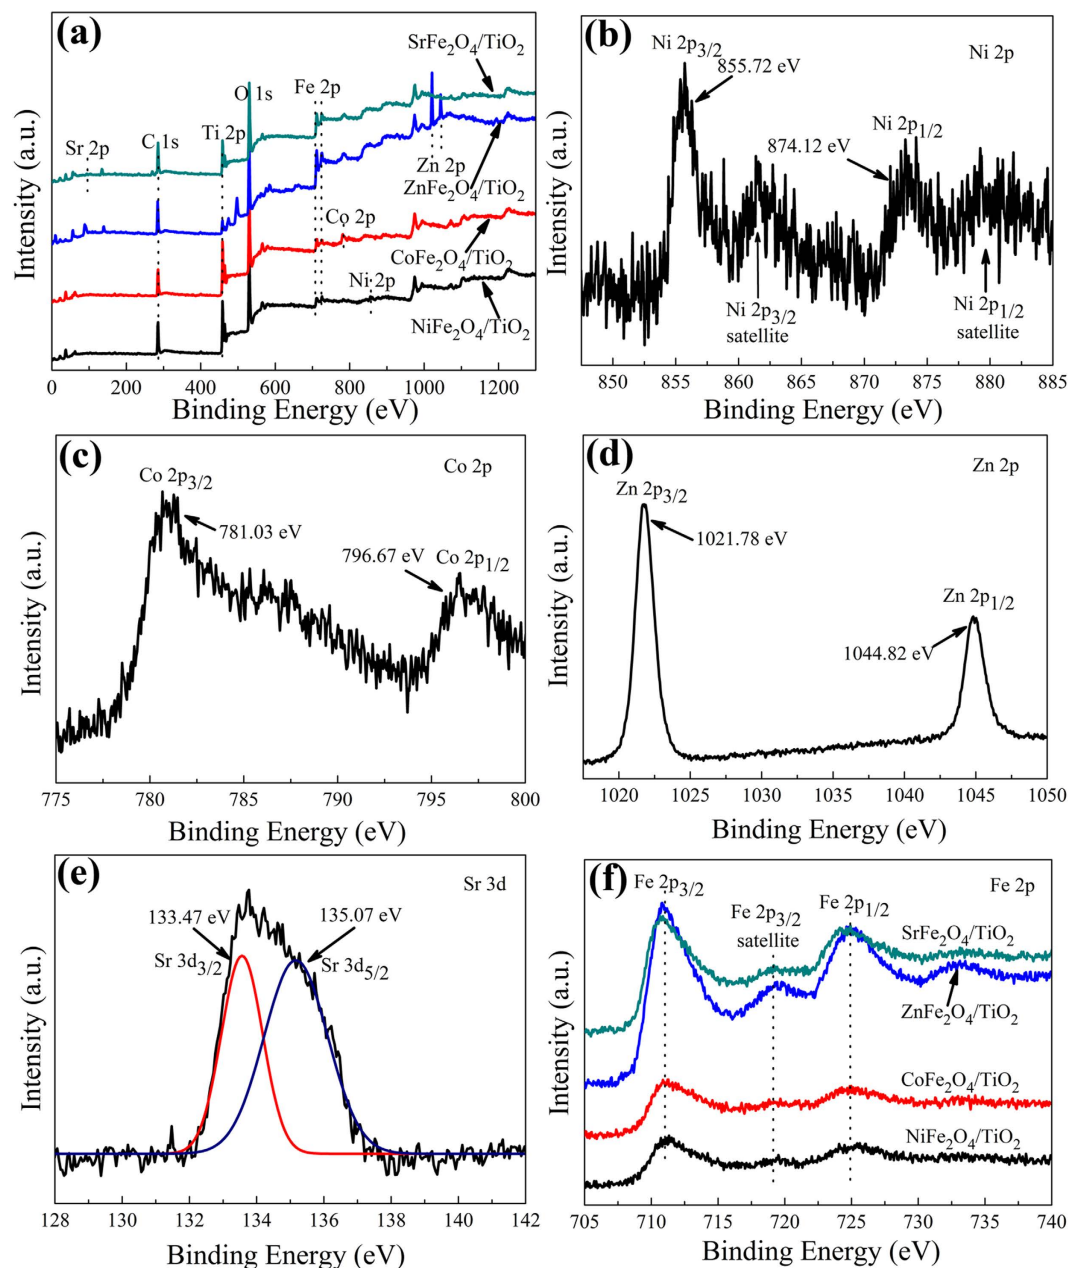 (a)
SrFe2O4/TiO2
O 1s
Fe 2p
Ti 2p
C 1s
Sr 2p
Zn 2p
ZnFe2O4/TiO2
Co 2p
CoFe2O4/TiO2
Ni 2p
NiFe2O4/TiO2
Intensity (a.u.)
0 200 400 600 800 1000 1200
Binding Energy (eV)
(b)
Ni 2p3/2
Ni 2p
855.72 eV
Ni 2p1/2
874.12 eV
Ni 2p3/2
satellite
Ni 2p1/2
satellite
Intensity (a.u.)
850 855 860 865 870 875 880 885
Binding Energy (eV)
(c)
Co 2p3/2
Co 2p
781.03 eV
796.67 eV
Co 2p1/2
Intensity (a.u.)
775 780 785 790 795 800
Binding Energy (eV)
(d)
Zn 2p
Zn 2p3/2
1021.78 eV
Zn 2p1/2
1044.82 eV
Intensity (a.u.)
1020 1025 1030 1035 1040 1045 1050
Binding Energy (eV)
(e)
Sr 3d
133.47 eV
135.07 eV
Sr 3d3/2
Sr 3d5/2
Intensity (a.u.)
128 130 132 134 136 138 140 142
Binding Energy (eV)
(f)
Fe 2p3/2
Fe 2p
Fe 2p3/2
satellite
Fe 2p1/2
SrFe2O4/TiO2
ZnFe2O4/TiO2
CoFe2O4/TiO2
NiFe2O4/TiO2
Intensity (a.u.)
705 710 715 720 725 730 735 740
Binding Energy (eV)